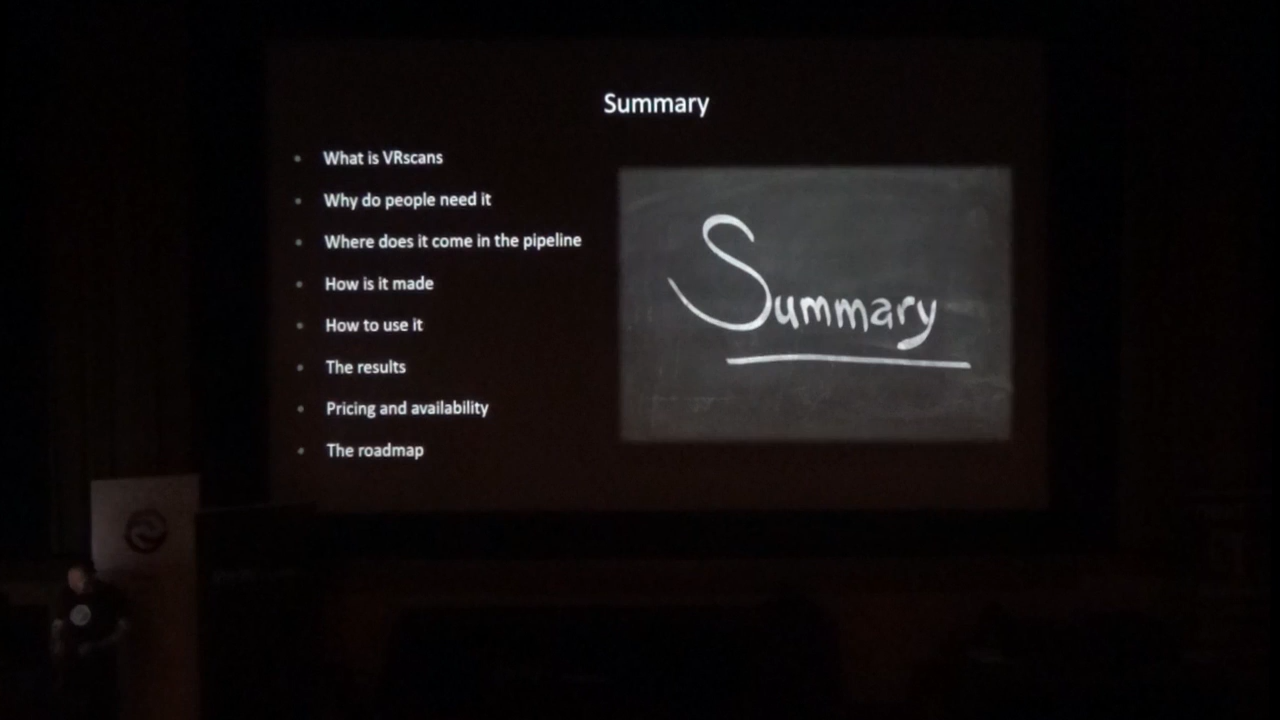 Summary
What is VRscans
Why do people need it
Where does it come in the pipeline
How is it made
How to use it
The results
Pricing and availability
The roadmap
Summary